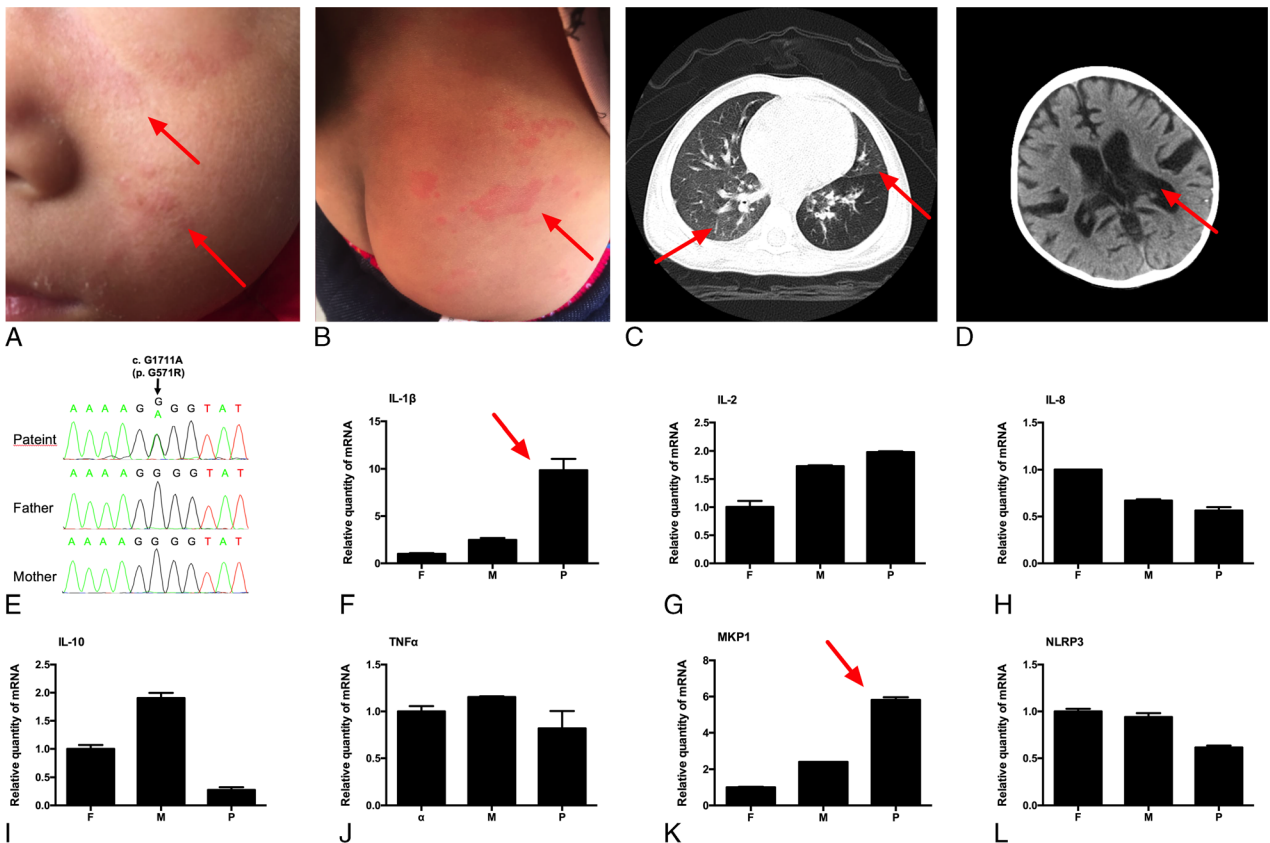 A
B
C
D
c. G1711A
(p. G571R)
G
A A A A G G G T A T
A
Pateint
A A A A G G G G T A T
Father
A A A A G G G G T A T
Mother
E
IL-1β
Relative quantity of mRNA
15
10
5
0
F M P
F
IL-2
Relative quantity of mRNA
2.5
2.0
1.5
1.0
0.5
0.0
F M P
G
IL-8
Relative quantity of mRNA
1.5
1.0
0.5
0.0
F M P
H
IL-10
Relative quantity of mRNA
2.5
2.0
1.5
1.0
0.5
0.0
F M P
I
TNFα
Relative quantity of mRNA
1.5
1.0
0.5
0.0
α M P
J
MKP1
Relative quantity of mRNA
8
6
4
2
0
F M P
K
NLRP3
Relative quantity of mRNA
1.5
1.0
0.5
0.0
F M P
L